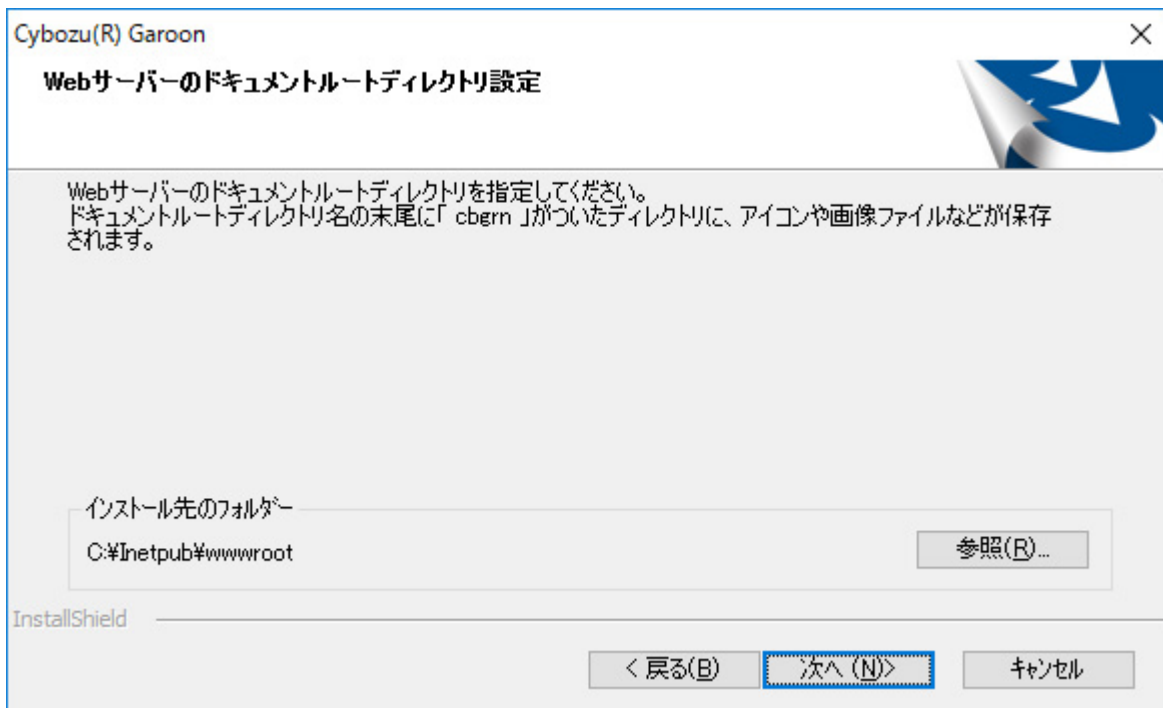 Cybozu(R) Garoon
Webサーバーのドキュメントルートディレクトリ設定
Webサーバーのドキュメントルートディレクトリを指定してください。
ドキュメントルートディレクトリ名の末尾に「 cbgrn 」がついたディレクトリに、アイコンや画像ファイルなどが保存
されます。
インストール先のフォルダー
C:¥Inetpub¥wwwroot
参照(R)...
InstallShield
< 戻る(B)
次へ (N)>
キャンセル